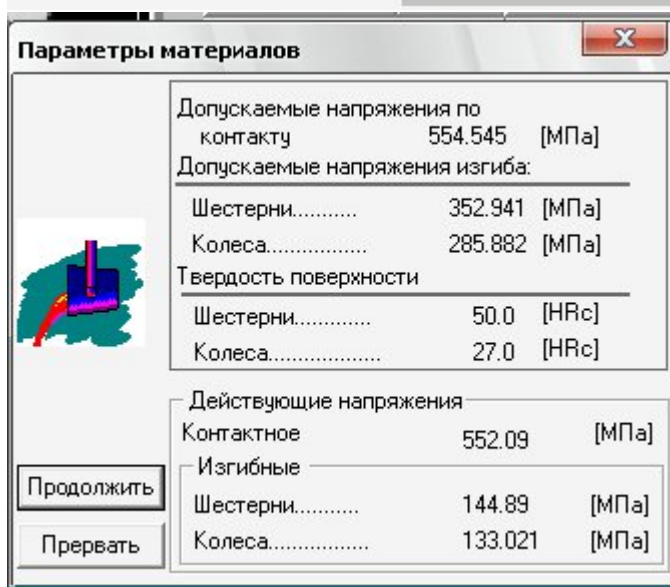 Параметры материалов
Допускаемые напряжения по
контакту 554.545 [МПа]
Допускаемые напряжения изгиба:
Шестерни........... 352.941 [МПа]
Колеса................. 285.882 [МПа]
Твердость поверхности
Шестерни............. 50.0 [HRc]
Колеса................... 27.0 [HRc]
Действующие напряжения
Контактное 552.09 [МПа]
Изгибные
Шестерни........... 144.89 [МПа]
Колеса.................. 133.021 [МПа]
Продолжить
Прервать